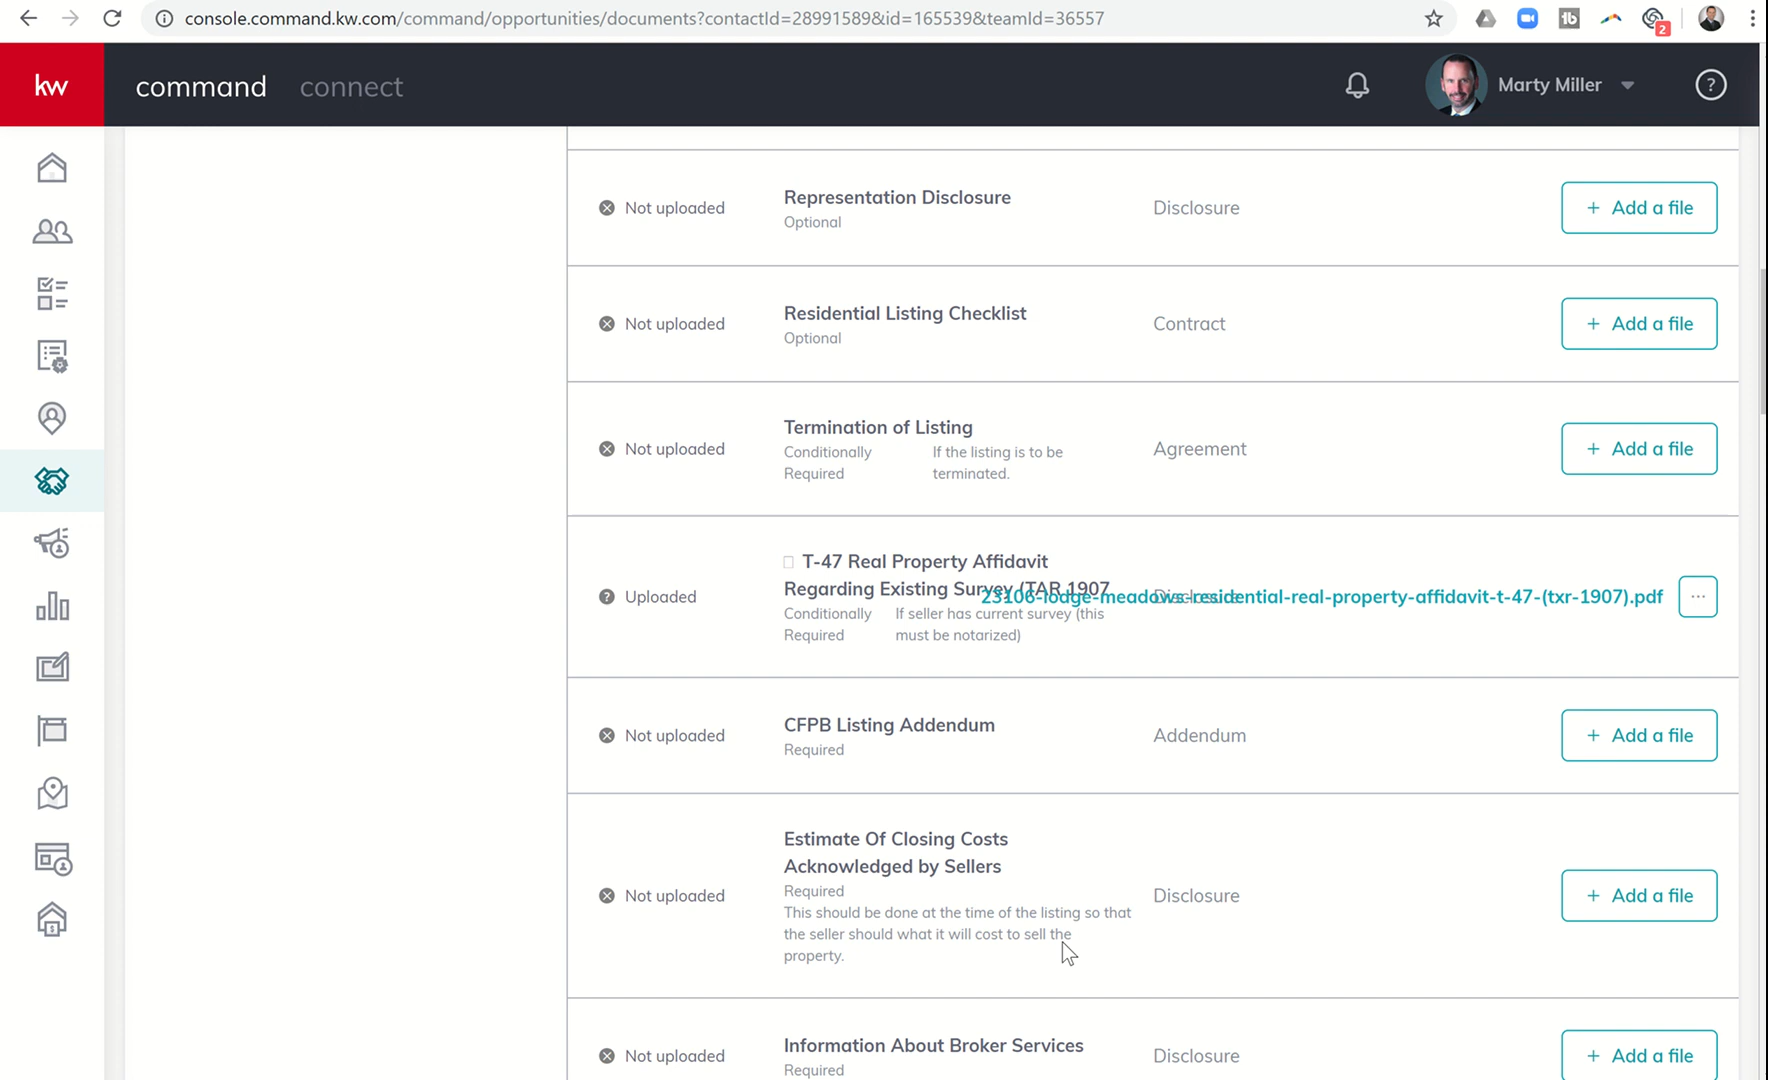 console.command.kw.com/command/opportunities/documents?contactId=28991589&id=165539&teamId=36557
2
kw
command connect
Marty Miller
?
Not uploaded
Representation Disclosure
Optional
Disclosure
+ Add a file
Not uploaded
Residential Listing Checklist
Optional
Contract
+ Add a file
Not uploaded
Termination of Listing
Conditionally
Required
If the listing is to be
terminated.
Agreement
+ Add a file
Uploaded
T-47 Real Property Affidavit
Regarding Existing Survey (TAR 1907
Conditionally
Required
If seller has current survey (this
must be notarized)
Disclosure
23106-lodge-meadows-residential-real-property-affidavit-t-47-(txr-1907).pdf
...
Not uploaded
CFPB Listing Addendum
Required
Addendum
+ Add a file
Not uploaded
Estimate Of Closing Costs
Acknowledged by Sellers
Required
This should be done at the time of the listing so that
the seller should what it will cost to sell the
property.
Disclosure
+ Add a file
Not uploaded
Information About Broker Services
Required
Disclosure
+ Add a file